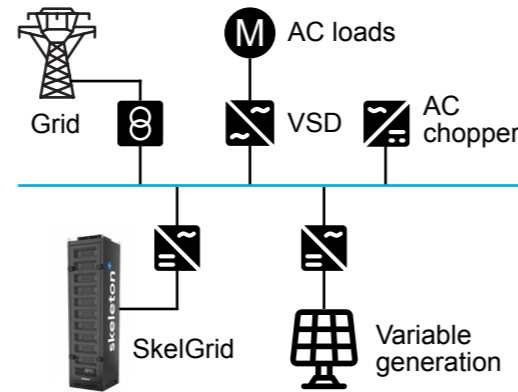 M
AC loads
Grid
VSD
AC
chopper
skeleton
SkelGrid
Variable
generation